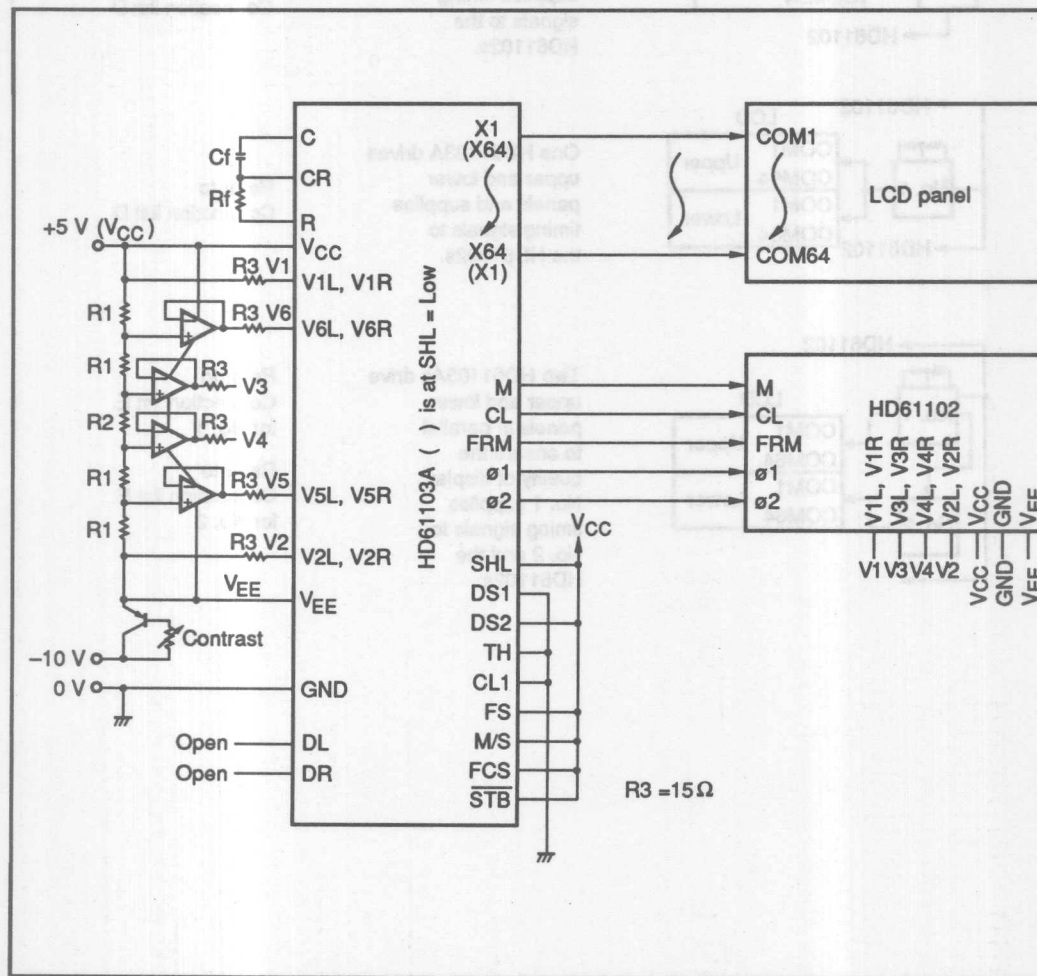 C
Cf
CR
Rf
R
+5 V (VCC)
VCC
R3 V1
V1L, V1R
R1
R3 V6
V6L, V6R
R1
R3
V3
R2
R3
V4
R1
R3 V5
V5L, V5R
R1
R3 V2
V2L, V2R
VEE
VEE
Contrast
–10 V
0 V
GND
Open
DL
Open
DR
HD61103A ( is at SHL = Low
X1
(X64)
X64
(X1)
M
CL
FRM
ø1
ø2
VCC
SHL
DS1
DS2
TH
CL1
FS
M/S
FCS
STB
R3 =15Ω
COM1
LCD panel
COM64
M
CL
FRM
ø1
ø2
HD61102
V1L, V1R
V3L, V3R
V4L, V4R
V2L, V2R
VCC
GND
VEE
V1
V3
V4
V2
VCC
GND
VEE